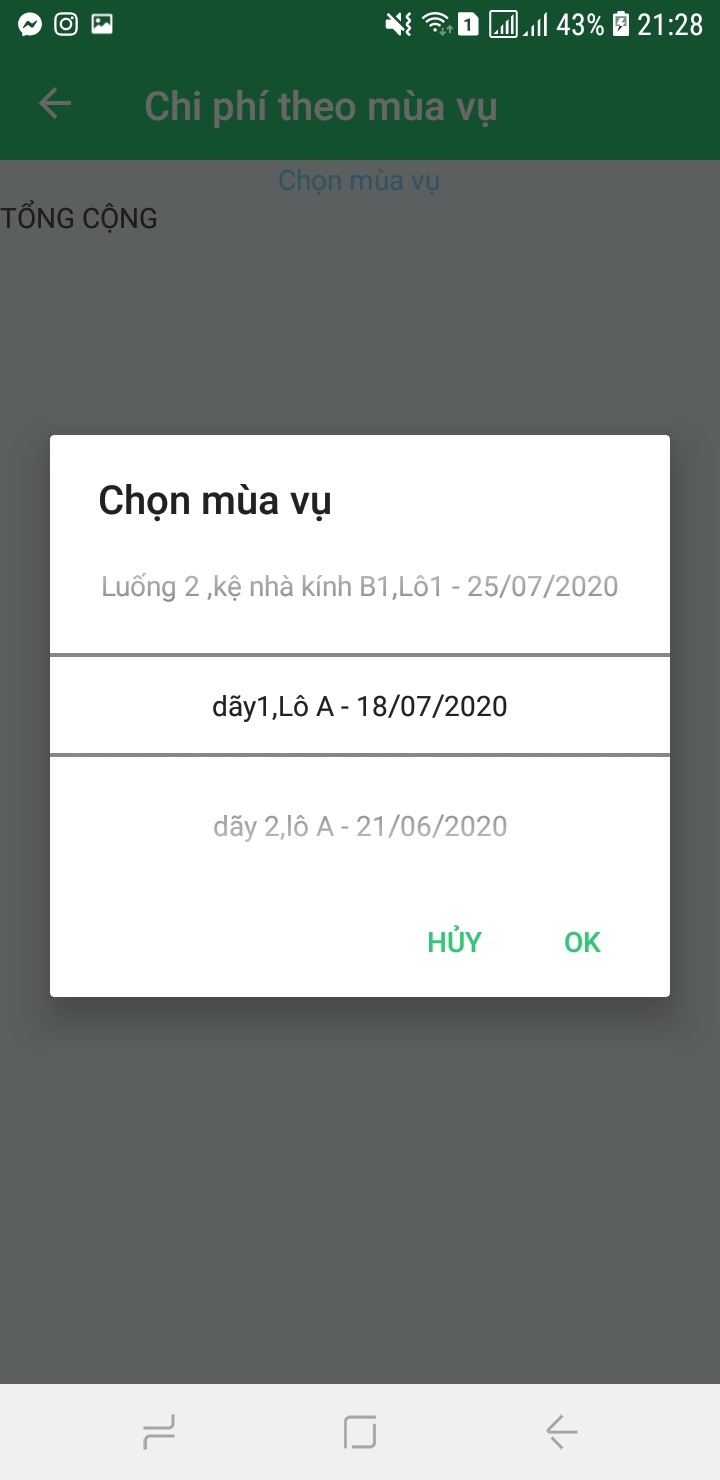 1 43% 21:28
Chi phí theo mùa vụ
Chọn mùa vụ
TỔNG CỘNG
Chọn mùa vụ
Luống 2 ,kệ nhà kính B1,Lô1 - 25/07/2020
dãy1,Lô A - 18/07/2020
dãy 2,lô A - 21/06/2020
HỦY OK